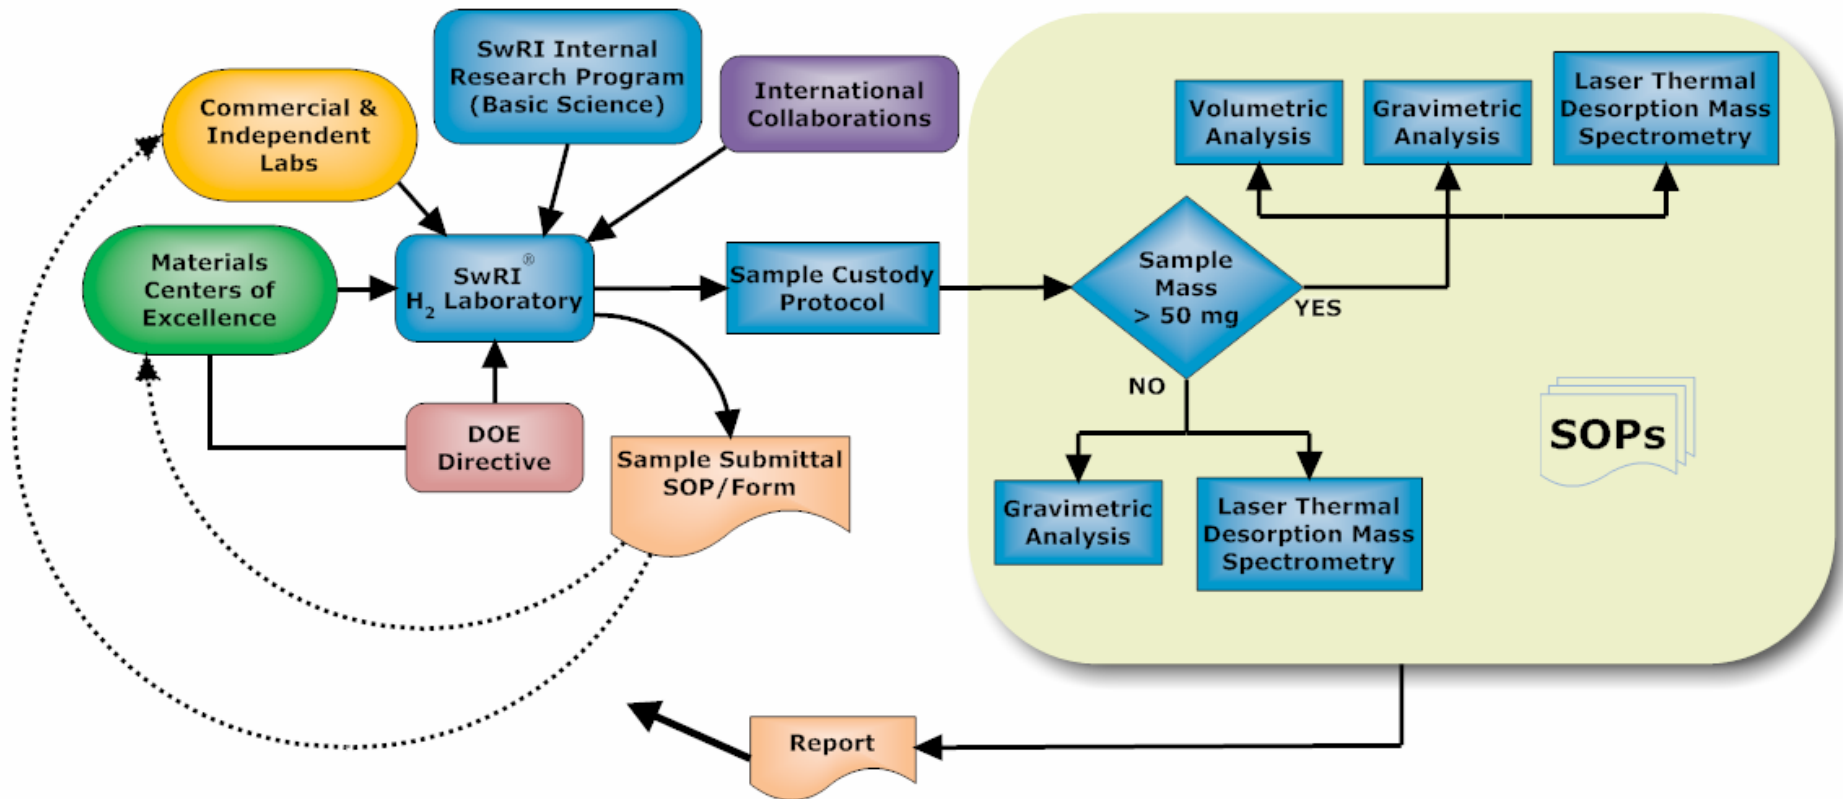 SwRI Internal
Research Program
(Basic Science)
International
Collaborations
Commercial &
Independent
Labs
Materials
Centers of
Excellence
SwRI®
H2 Laboratory
DOE
Directive
Sample Submittal
SOP/Form
Sample Custody
Protocol
Sample
Mass
> 50 mg
YES
NO
Volumetric
Analysis
Gravimetric
Analysis
Laser Thermal
Desorption Mass
Spectrometry
Gravimetric
Analysis
Laser Thermal
Desorption Mass
Spectrometry
SOPs
Report